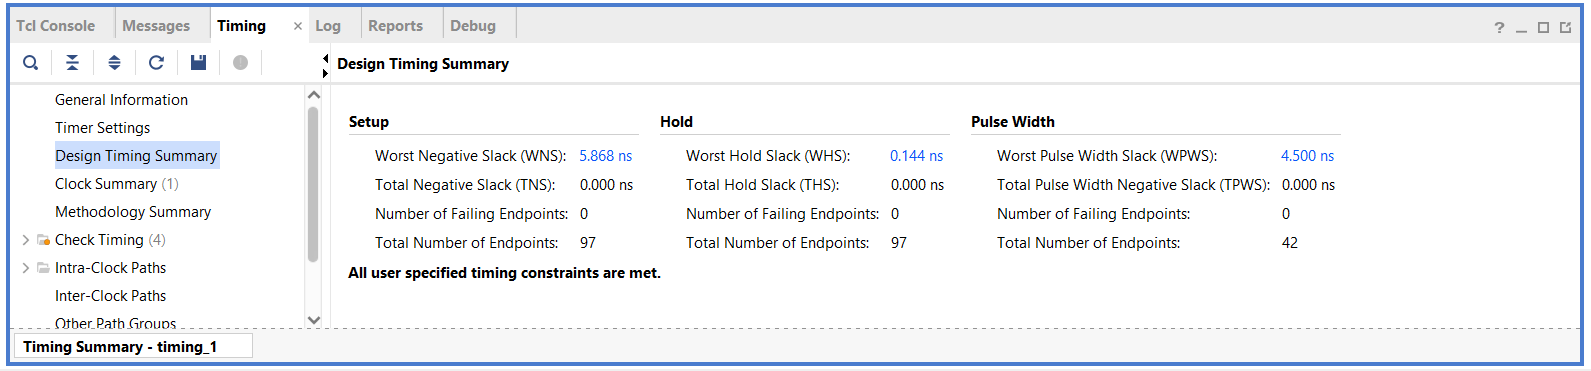 Tcl Console Messages Timing × Log Reports Debug ?
Design Timing Summary
General Information
Timer Settings
Design Timing Summary
Clock Summary (1)
Methodology Summary
Check Timing (4)
Intra-Clock Paths
Inter-Clock Paths
Other Path Groups
Setup Hold Pulse Width
Worst Negative Slack (WNS): 5.868 ns Worst Hold Slack (WHS): 0.144 ns Worst Pulse Width Slack (WPWS): 4.500 ns
Total Negative Slack (TNS): 0.000 ns Total Hold Slack (THS): 0.000 ns Total Pulse Width Negative Slack (TPWS): 0.000 ns
Number of Failing Endpoints: 0 Number of Failing Endpoints: 0 Number of Failing Endpoints: 0
Total Number of Endpoints: 97 Total Number of Endpoints: 97 Total Number of Endpoints: 42
All user specified timing constraints are met.
Timing Summary - timing_1